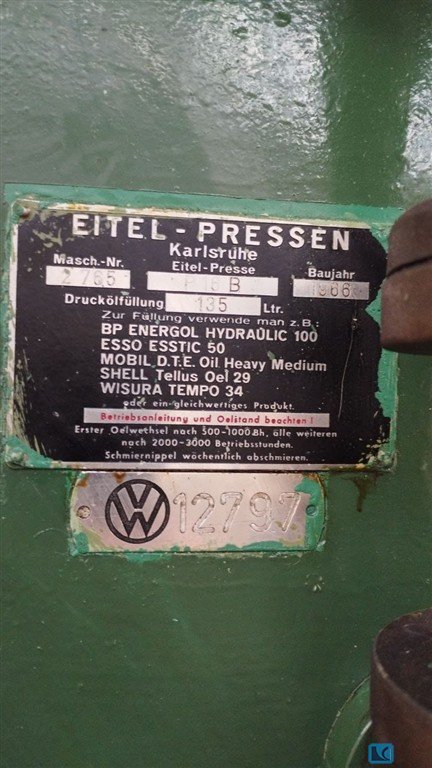 EITEL-PRESSEN
Karlsruhe
Masch.-Nr. Eitel-Presse Baujahr
2765 P 16 B 1966
Druckölfüllung 135 Ltr.
Zur Füllung verwende man z.B.:
BP ENERGOL HYDRAULIC 100
ESSO ESSTIC 50
MOBIL D.T.E. Oil Heavy Medium
SHELL Tellus Oel 29
WISURA TEMPO 34
oder ein gleichwertiges Produkt.
Betriebsanleitung und Oelstand beachten!
Erster Oelwechsel nach 500-1000 Bh, alle weiteren
nach 2000-3000 Betriebsstunden.
Schmiernippel wöchentlich abschmieren.
VW 12797